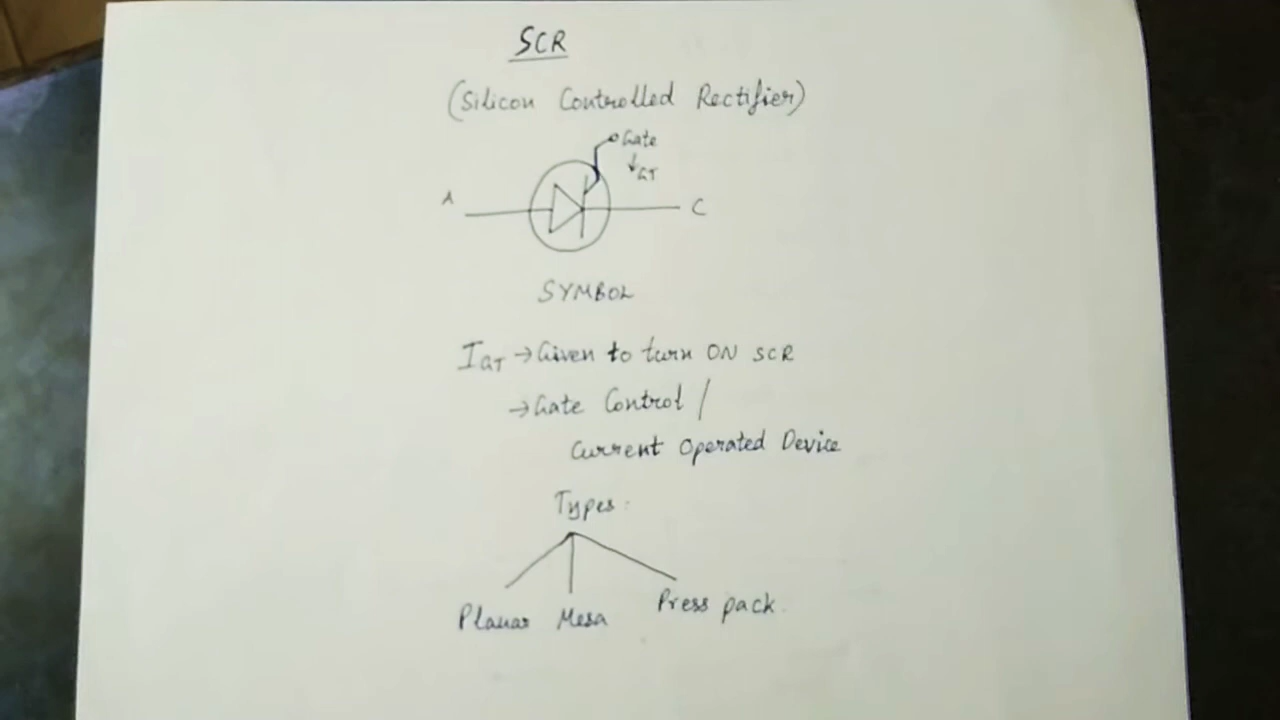 SCR
(Silicon Controlled Rectifier)
Gate
↓GT
A
C
SYMBOL
IGT → Given to turn ON SCR
→ Gate Control /
Current Operated Device
Types:
Planar Mesa Press pack.